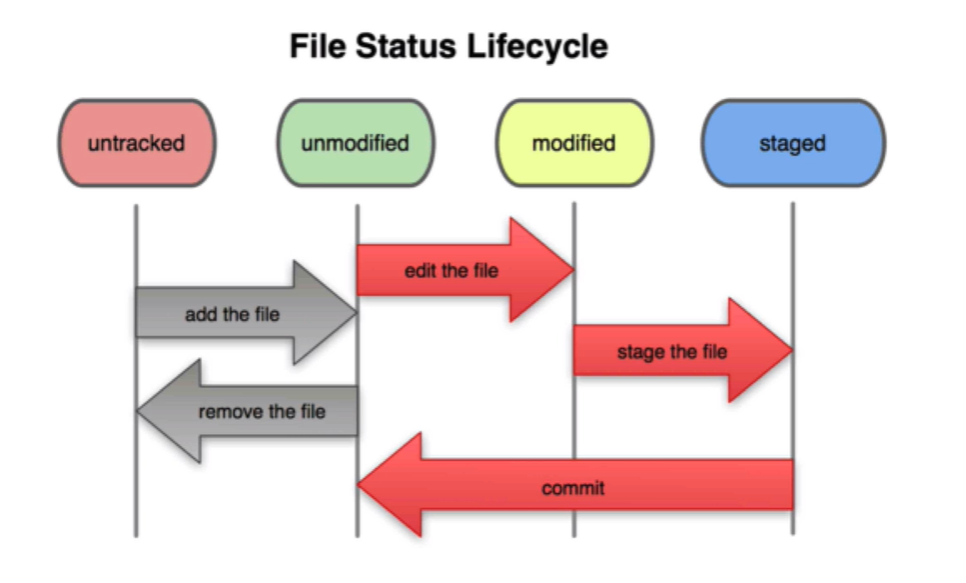 File Status Lifecycle
untracked
unmodified
modified
staged
edit the file
add the file
stage the file
remove the file
commit